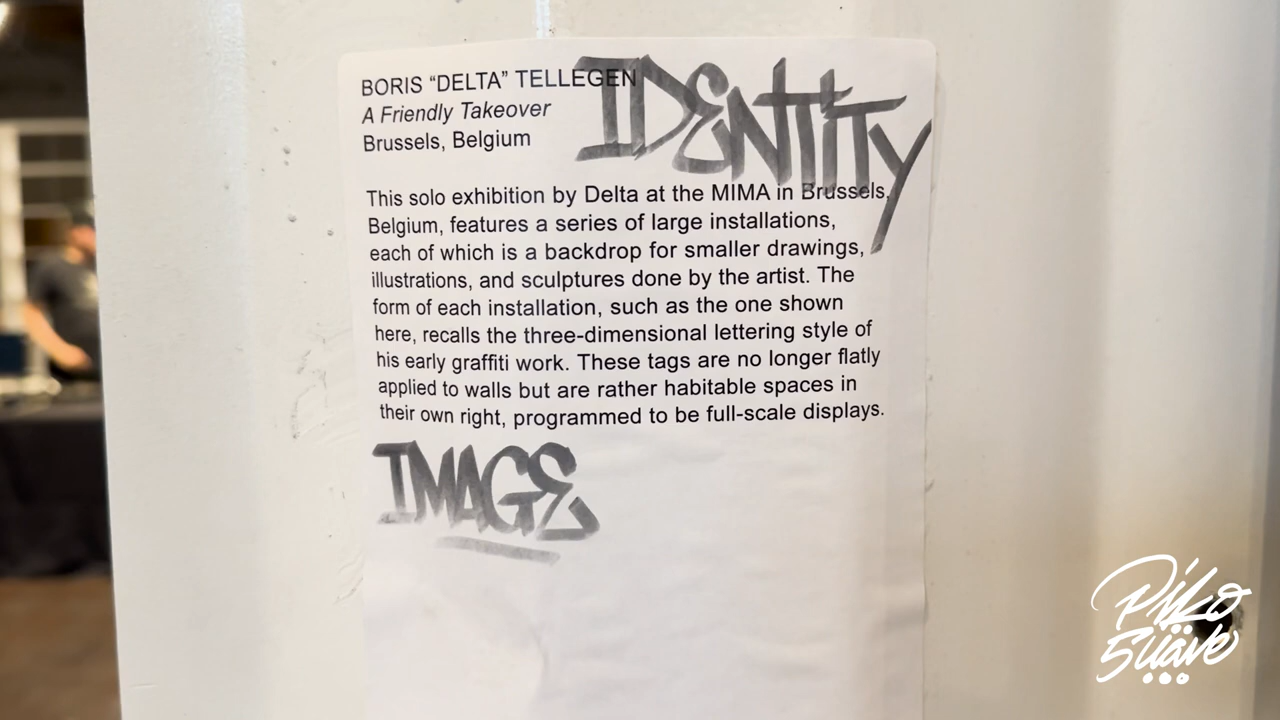 BORIS “DELTA” TELLEGEN
A Friendly Takeover
Brussels, Belgium
IDENTITY
This solo exhibition by Delta at the MIMA in Brussels,
Belgium, features a series of large installations,
each of which is a backdrop for smaller drawings,
illustrations, and sculptures done by the artist. The
form of each installation, such as the one shown
here, recalls the three-dimensional lettering style of
his early graffiti work. These tags are no longer flatly
applied to walls but are rather habitable spaces in
their own right, programmed to be full-scale displays.
IMAGE
Piko
Suave